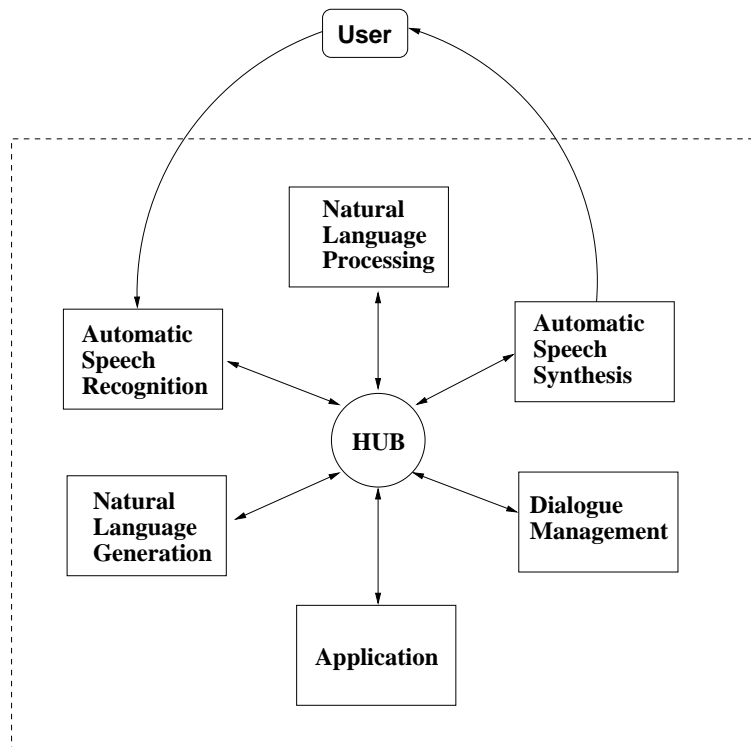 User
Natural
Language
Processing
Automatic
Speech
Recognition
Automatic
Speech
Synthesis
HUB
Natural
Language
Generation
Dialogue
Management
Application